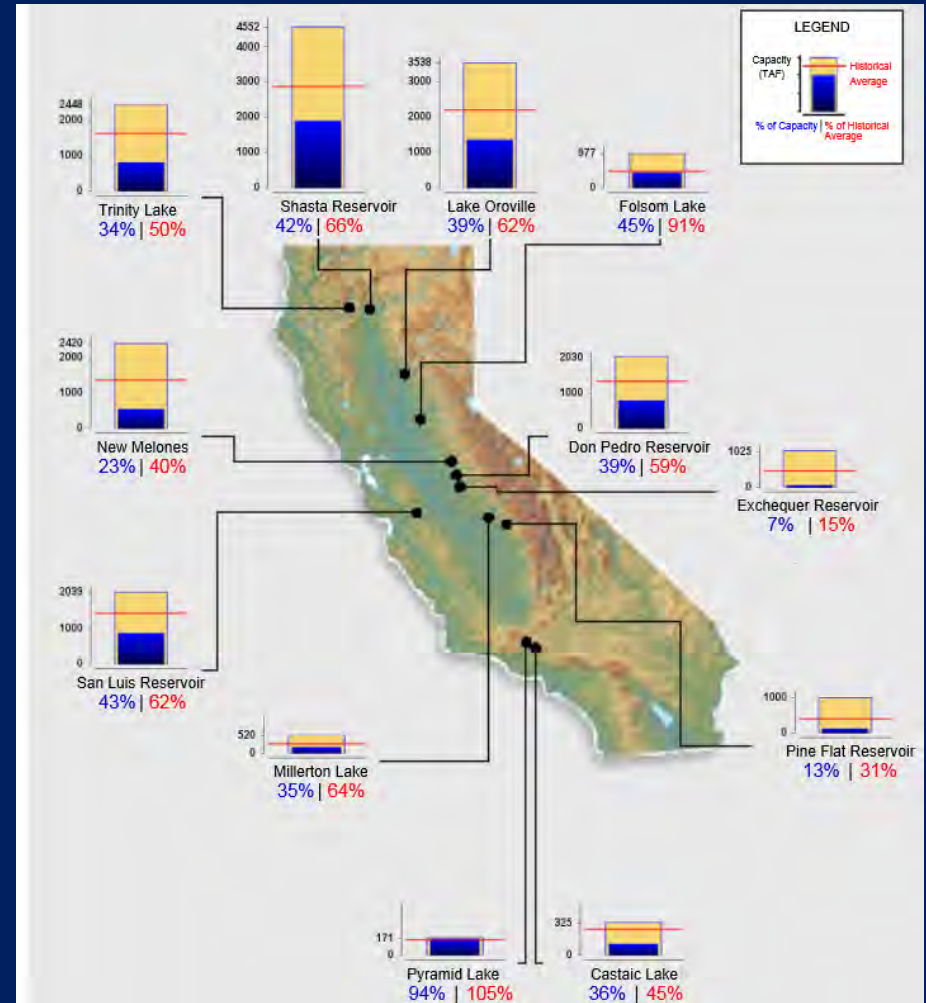 LEGEND
Capacity
(TAF)
Historical
Average
% of Capacity | % of Historical
Average
2448
2000
1000
0
Trinity Lake
34% | 50%
4552
4000
3000
2000
1000
0
Shasta Reservoir
42% | 66%
3538
3000
2000
1000
0
Lake Oroville
39% | 62%
977
0
Folsom Lake
45% | 91%
2420
2000
1000
0
New Melones
23% | 40%
2030
1000
0
Don Pedro Reservoir
39% | 59%
1025
0
Exchequer Reservoir
7% | 15%
2039
1000
0
San Luis Reservoir
43% | 62%
520
0
Millerton Lake
35% | 64%
1000
0
Pine Flat Reservoir
13% | 31%
171
0
Pyramid Lake
94% | 105%
325
0
Castaic Lake
36% | 45%